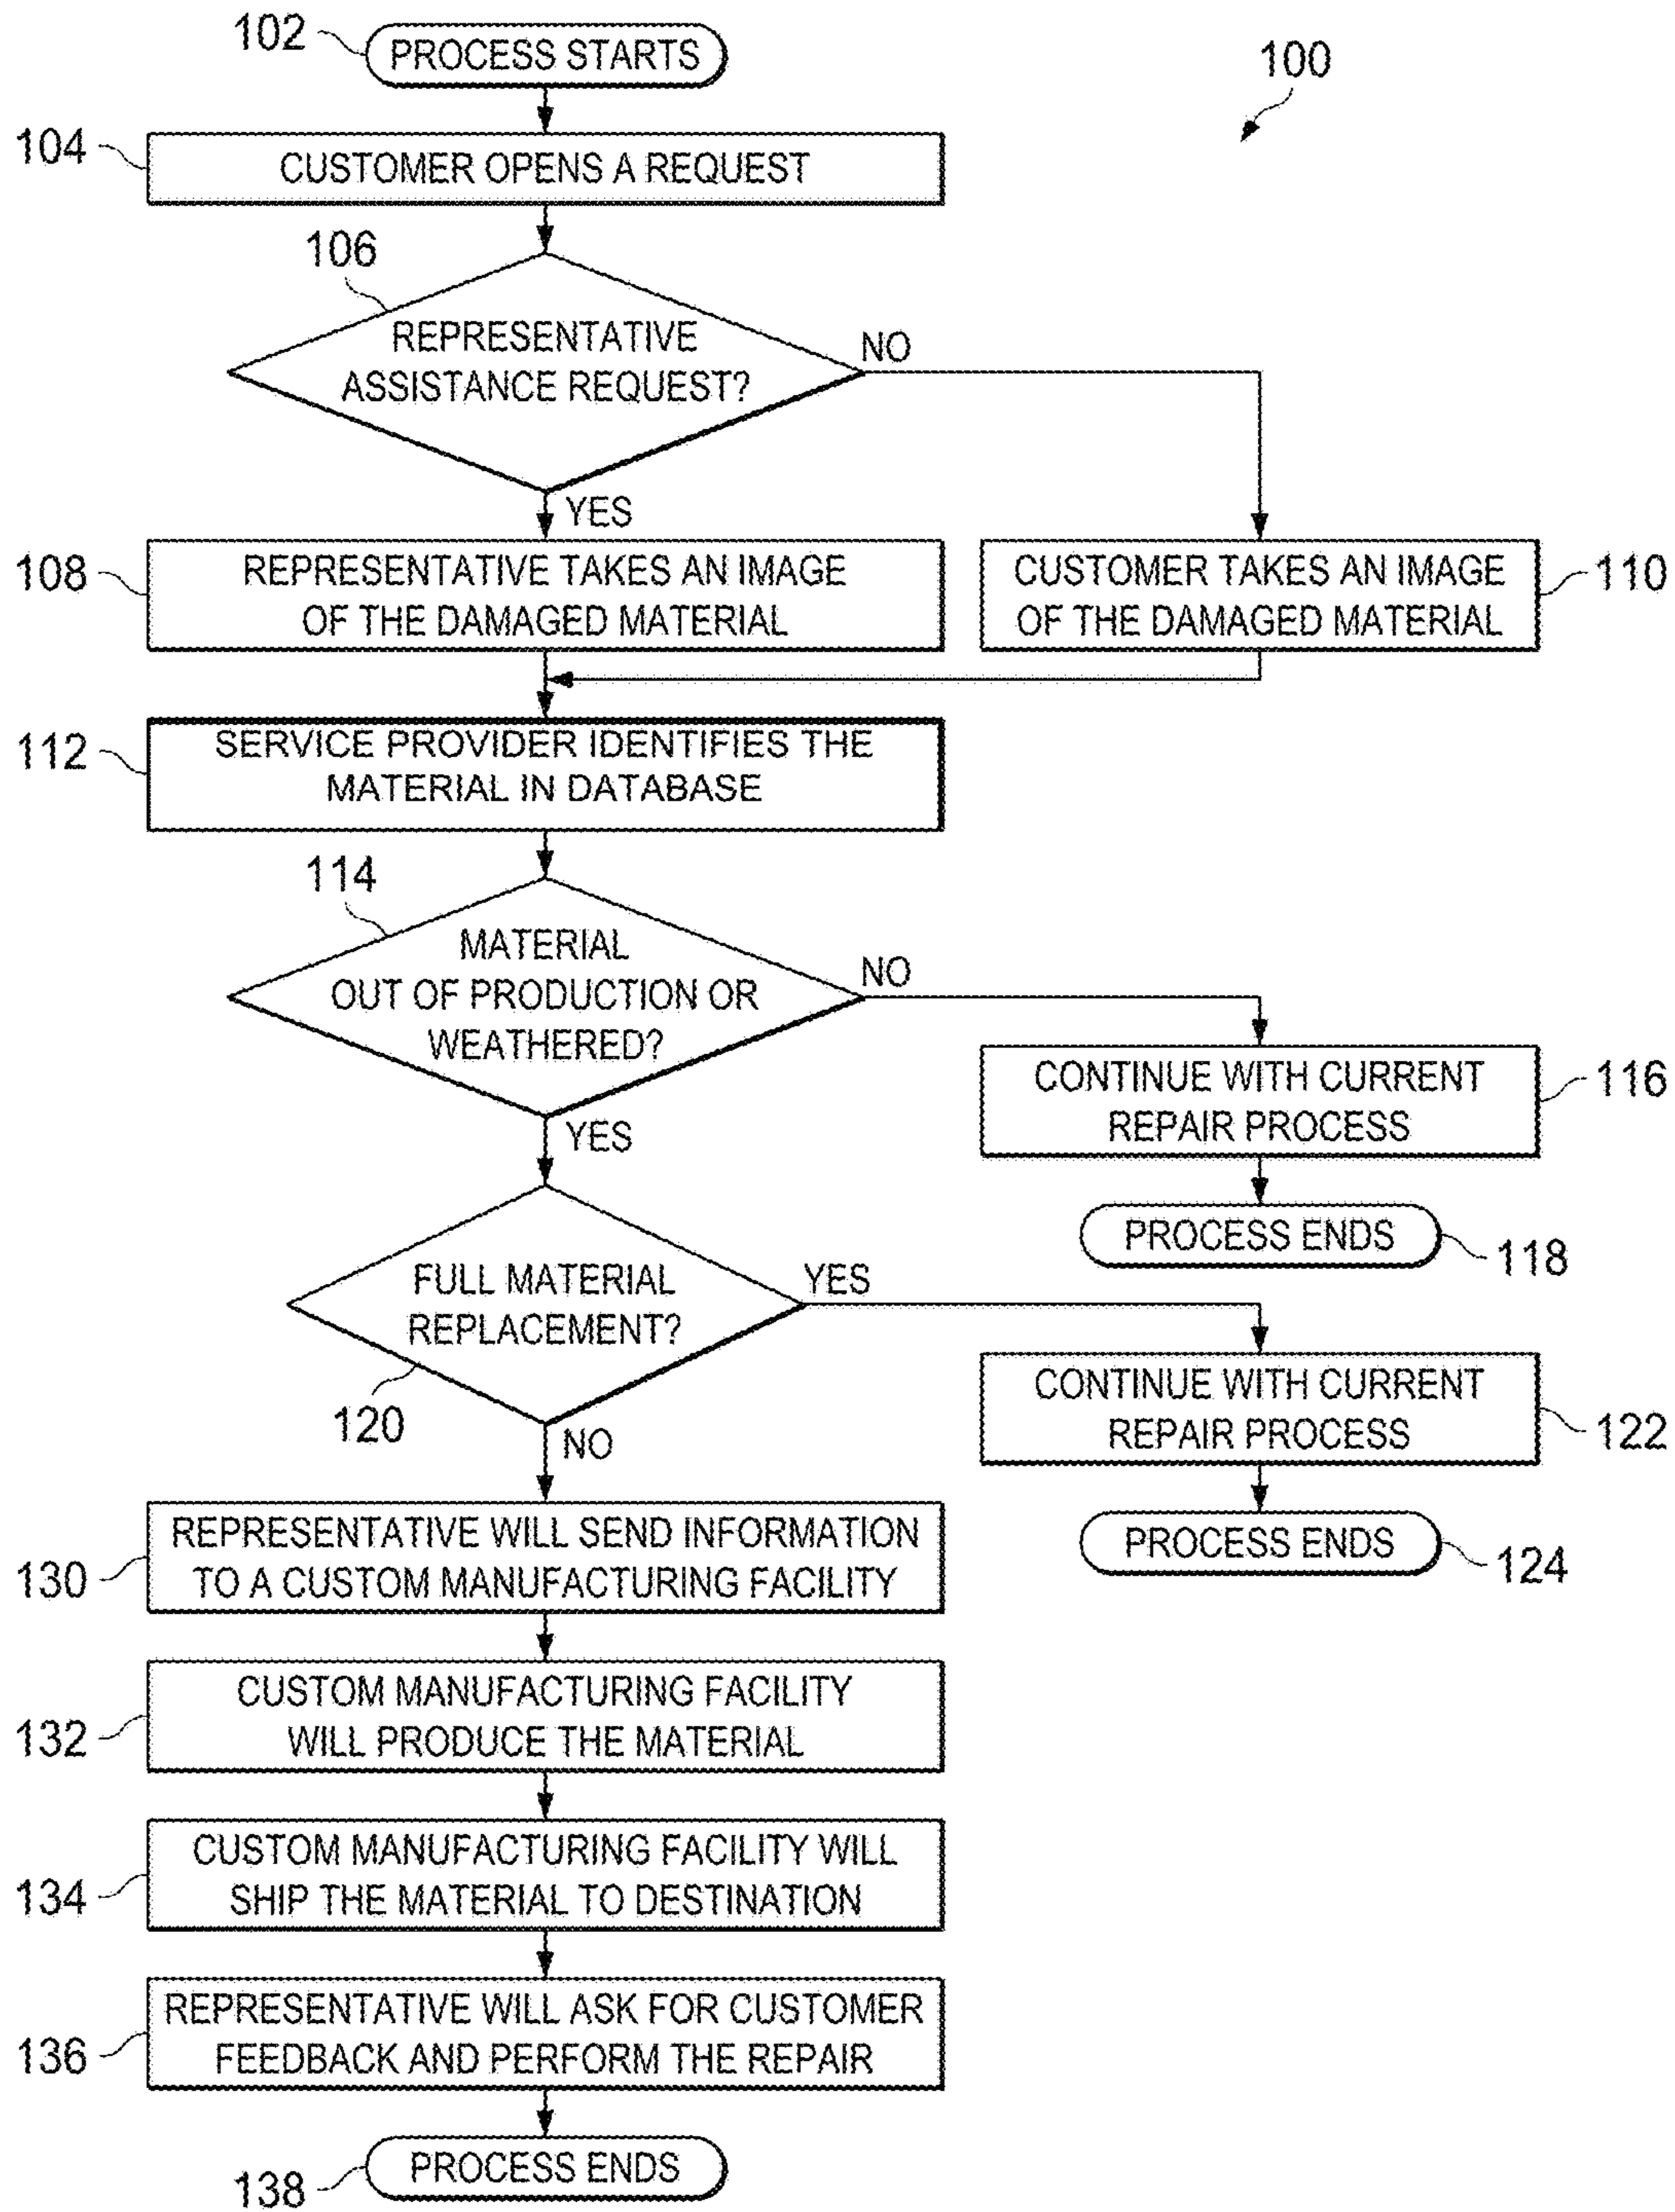 102
PROCESS STARTS
100
104
CUSTOMER OPENS A REQUEST
106
REPRESENTATIVE
ASSISTANCE REQUEST?
NO
YES
108
REPRESENTATIVE TAKES AN IMAGE
OF THE DAMAGED MATERIAL
CUSTOMER TAKES AN IMAGE
OF THE DAMAGED MATERIAL
110
112
SERVICE PROVIDER IDENTIFIES THE
MATERIAL IN DATABASE
114
MATERIAL
OUT OF PRODUCTION OR
WEATHERED?
NO
YES
CONTINUE WITH CURRENT
REPAIR PROCESS
116
PROCESS ENDS
118
FULL MATERIAL
REPLACEMENT?
YES
120
NO
CONTINUE WITH CURRENT
REPAIR PROCESS
122
PROCESS ENDS
124
130
REPRESENTATIVE WILL SEND INFORMATION
TO A CUSTOM MANUFACTURING FACILITY
132
CUSTOM MANUFACTURING FACILITY
WILL PRODUCE THE MATERIAL
134
CUSTOM MANUFACTURING FACILITY WILL
SHIP THE MATERIAL TO DESTINATION
136
REPRESENTATIVE WILL ASK FOR CUSTOMER
FEEDBACK AND PERFORM THE REPAIR
PROCESS ENDS
138